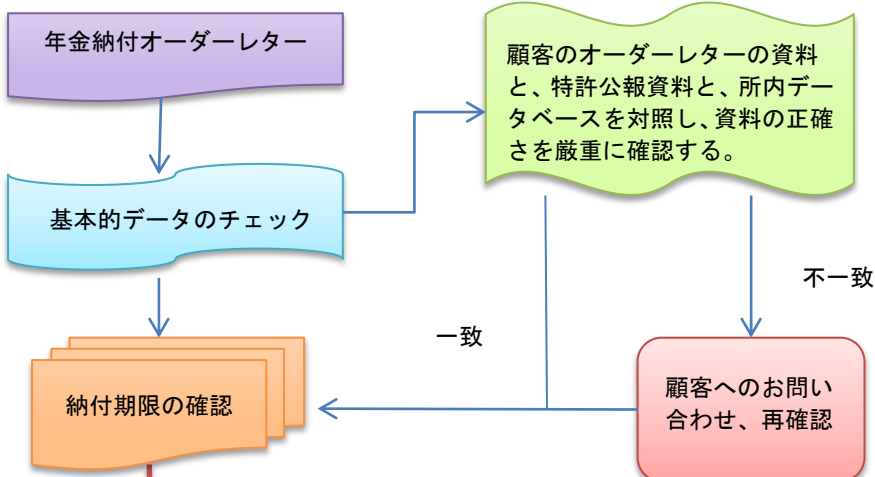 年金納付オーダーレター
顧客のオーダーレターの資料
と、特許公報資料と、所内デー
タベースを対照し、資料の正確
さを厳重に確認する。
基本的データのチェック
不一致
一致
納付期限の確認
顧客へのお問い
合わせ、再確認